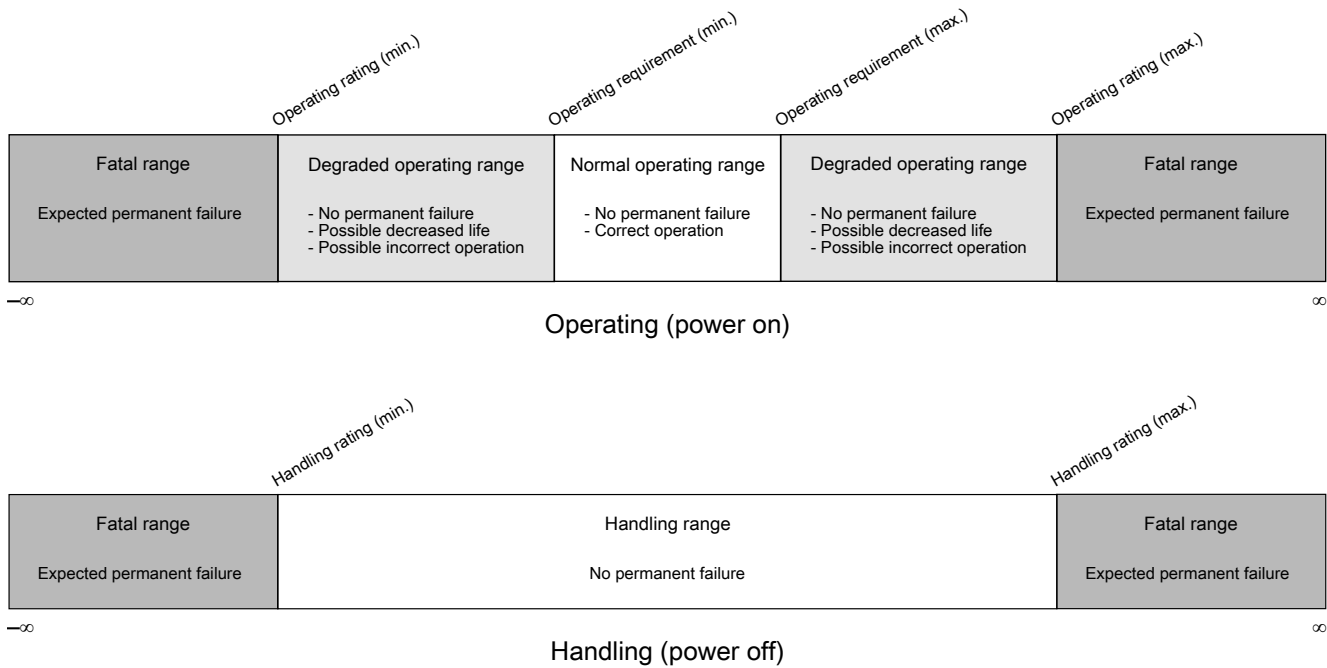 Operating rating (min.)
Operating requirement (min.)
Operating requirement (max.)
Operating rating (max.)
Fatal range
Expected permanent failure
Degraded operating range
- No permanent failure
- Possible decreased life
- Possible incorrect operation
Normal operating range
- No permanent failure
- Correct operation
Degraded operating range
- No permanent failure
- Possible decreased life
- Possible incorrect operation
Fatal range
Expected permanent failure
–∞
∞
Operating (power on)
Handling rating (min.)
Handling rating (max.)
Fatal range
Expected permanent failure
Handling range
No permanent failure
Fatal range
Expected permanent failure
–∞
∞
Handling (power off)